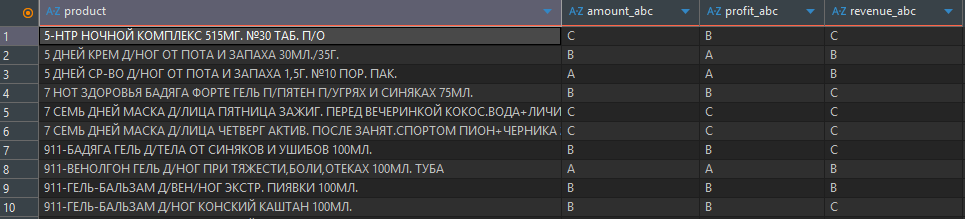 A-Z product A-Z amount_abc A-Z profit_abc A-Z revenue_abc
1 5-HTP НОЧНОЙ КОМПЛЕКС 515МГ. №30 ТАБ. П/О C B C
2 5 ДНЕЙ КРЕМ Д/НОГ ОТ ПОТА И ЗАПАХА 30МЛ./35Г. B A B
3 5 ДНЕЙ СР-ВО Д/НОГ ОТ ПОТА И ЗАПАХА 1,5Г. №10 ПОР. ПАК. A A B
4 7 НОТ ЗДОРОВЬЯ БАДЯГА ФОРТЕ ГЕЛЬ П/ПЯТЕН П/УГРЯХ И СИНЯКАХ 75МЛ. B B C
5 7 СЕМЬ ДНЕЙ МАСКА Д/ЛИЦА ПЯТНИЦА ЗАЖИГ. ПЕРЕД ВЕЧЕРИНКОЙ КОКОС.ВОДА+ЛИЧИ C C C
6 7 СЕМЬ ДНЕЙ МАСКА Д/ЛИЦА ЧЕТВЕРГ АКТИВ. ПОСЛЕ ЗАНЯТ.СПОРТОМ ПИОН+ЧЕРНИКА C C C
7 911-БАДЯГА ГЕЛЬ Д/ТЕЛА ОТ СИНЯКОВ И УШИБОВ 100МЛ. B B C
8 911-ВЕНОЛГОН ГЕЛЬ Д/НОГ ПРИ ТЯЖЕСТИ,БОЛИ,ОТЕКАХ 100МЛ. ТУБА A A B
9 911-ГЕЛЬ-БАЛЬЗАМ Д/ВЕН/НОГ ЭКСТР. ПИЯВКИ 100МЛ. B B B
10 911-ГЕЛЬ-БАЛЬЗАМ Д/НОГ КОНСКИЙ КАШТАН 100МЛ. B B C